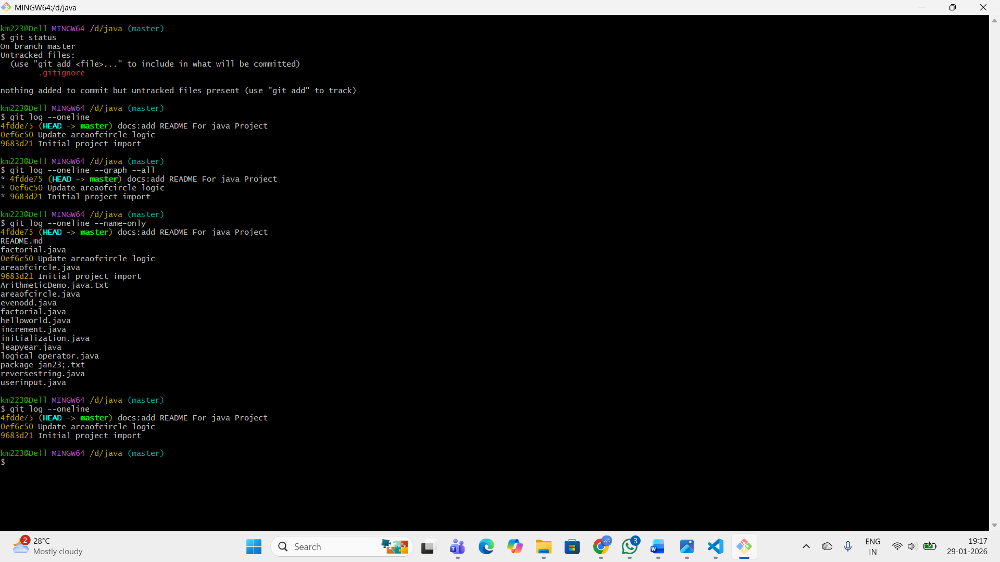 MINGW64:/d/java
km223@Dell MINGW64 /d/java (master)
$ git status
On branch master
Untracked files:
  (use "git add <file>..." to include in what will be committed)
        .gitignore
nothing added to commit but untracked files present (use "git add" to track)
km223@Dell MINGW64 /d/java (master)
$ git log --oneline
4fdde75 (HEAD -> master) docs:add README For java Project
0ef6c50 Update areaofcircle logic
9683d21 Initial project import
km223@Dell MINGW64 /d/java (master)
$ git log --oneline --graph --all
* 4fdde75 (HEAD -> master) docs:add README For java Project
* 0ef6c50 Update areaofcircle logic
* 9683d21 Initial project import
km223@Dell MINGW64 /d/java (master)
$ git log --oneline --name-only
4fdde75 (HEAD -> master) docs:add README For java Project
README.md
factorial.java
0ef6c50 Update areaofcircle logic
areaofcircle.java
9683d21 Initial project import
ArithmeticDemo.java.txt
areaofcircle.java
evenodd.java
factorial.java
helloworld.java
increment.java
initialization.java
leapyear.java
logical operator.java
package jan23;.txt
reversestring.java
userinput.java
km223@Dell MINGW64 /d/java (master)
$ git log --oneline
4fdde75 (HEAD -> master) docs:add README For java Project
0ef6c50 Update areaofcircle logic
9683d21 Initial project import
km223@Dell MINGW64 /d/java (master)
$
2
28°C
Mostly cloudy
Search
T
3
W
ENG
IN
19:17
29-01-2026